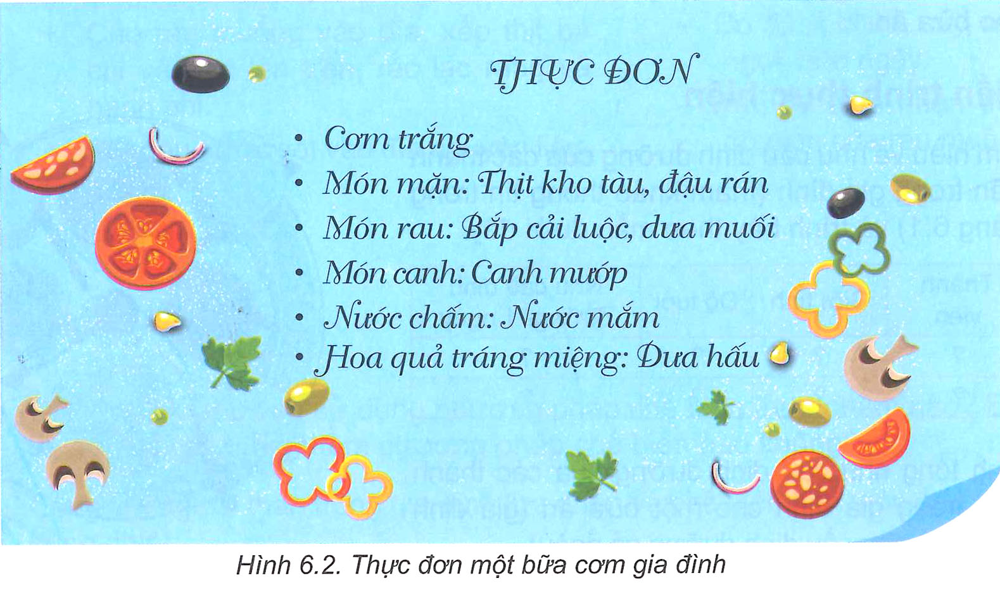 THỰC ĐƠN
• Cơm trắng
• Món mặn: Thịt kho tàu, đậu rán
• Món rau: Bắp cải luộc, dưa muối
• Món canh: Canh mướp
• Nước chấm: Nước mắm
• Hoa quả tráng miệng: Dưa hấu
Hình 6.2. Thực đơn một bữa cơm gia đình